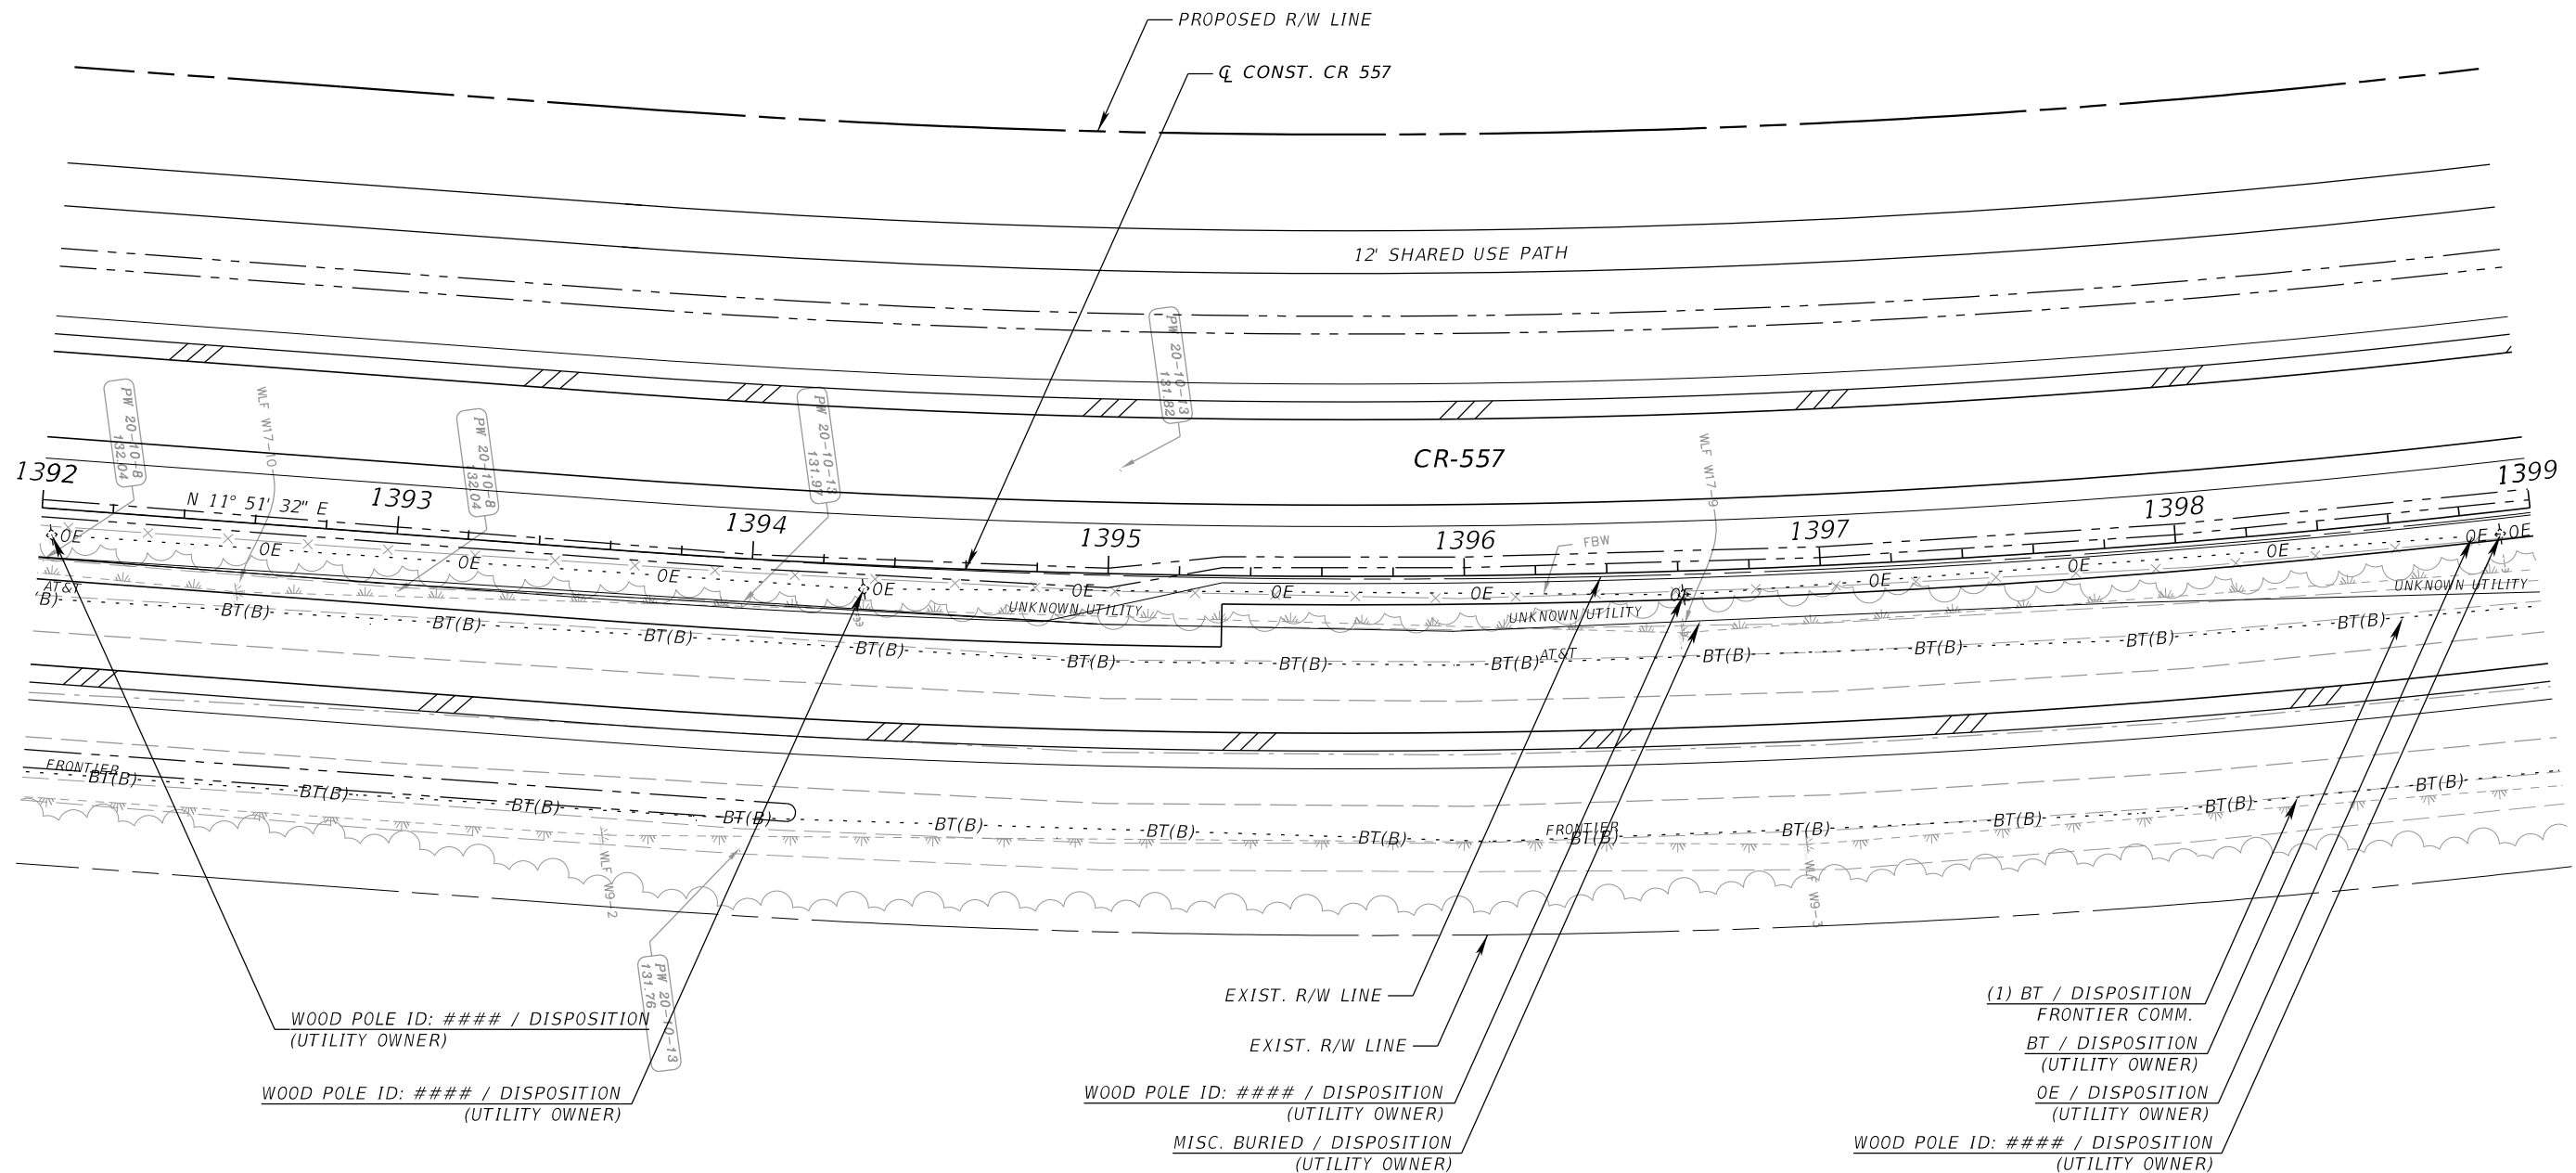 PROPOSED R/W LINE
℄ CONST. CR 557
12' SHARED USE PATH
PW 20-10-13
131.82
PW 20-10-8
132.04
WLF W17-10
PW 20-10-8
132.04
PW 20-10-13
131.97
WLF W17-9
CR-557
1392
N 11° 51' 32" E
1393
1394
1395
1396
1397
1398
1399
FBW
OE
OE
OE
OE
OE
OE
OE
OE
OE
OE
OE
OE
OE
OE
AT&T
UNKNOWN UTILITY
UNKNOWN UTILITY
UNKNOWN UTILITY
'B)
BT(B)
BT(B)
BT(B)
BT(B)
BT(B)
BT(B)
BT(B)
AT&T
BT(B)
BT(B)
BT(B)
BT(B)
FRONTIER
BT(B)
BT(B)
BT(B)
BT(B)
BT(B)
BT(B)
BT(B)
FRONTIER
BT(B)
BT(B)
BT(B)
BT(B)
BT(B)
WLF W9-2
WLF W9-3
PW 20-10-13
131.76
EXIST. R/W LINE
EXIST. R/W LINE
WOOD POLE ID: #### / DISPOSITION
(UTILITY OWNER)
WOOD POLE ID: #### / DISPOSITION
(UTILITY OWNER)
WOOD POLE ID: #### / DISPOSITION
(UTILITY OWNER)
MISC. BURIED / DISPOSITION
(UTILITY OWNER)
(1) BT / DISPOSITION
FRONTIER COMM.
BT / DISPOSITION
(UTILITY OWNER)
OE / DISPOSITION
(UTILITY OWNER)
WOOD POLE ID: #### / DISPOSITION
(UTILITY OWNER)